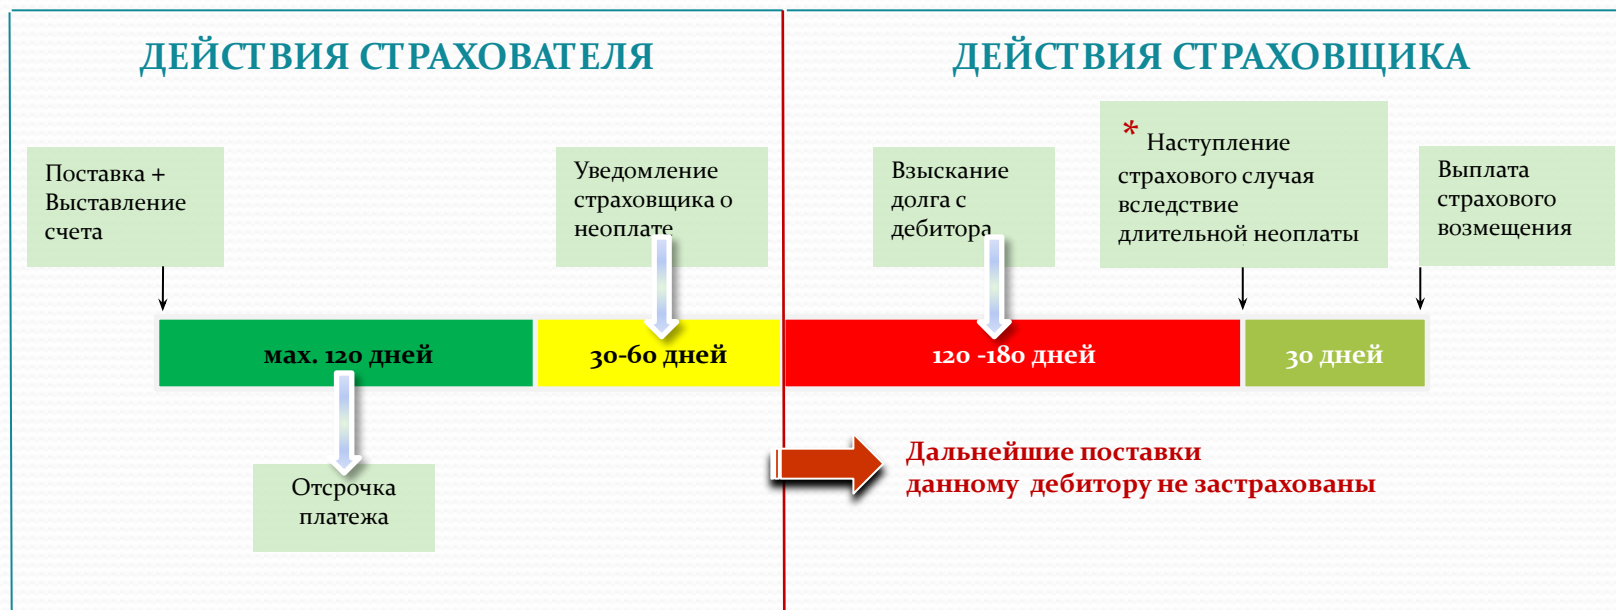 ДЕЙСТВИЯ СТРАХОВАТЕЛЯ
ДЕЙСТВИЯ СТРАХОВЩИКА
Поставка +
Выставление
счета
Уведомление
страховщика о
неоплате
Взыскание
долга с
дебитора
* Наступление
страхового случая
вследствие
длительной неоплаты
Выплата
страхового
возмещения
мах. 120 дней
30-60 дней
120 -180 дней
30 дней
Отсрочка
платежа
Дальнейшие поставки
данному дебитору не застрахованы